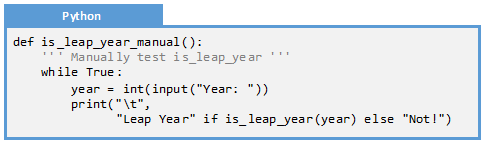 Python
def is_leap_year_manual():
    ''' Manually test is_leap_year '''
    while True:
        year = int(input("Year: "))
        print("\t",
              "Leap Year" if is_leap_year(year) else "Not!")